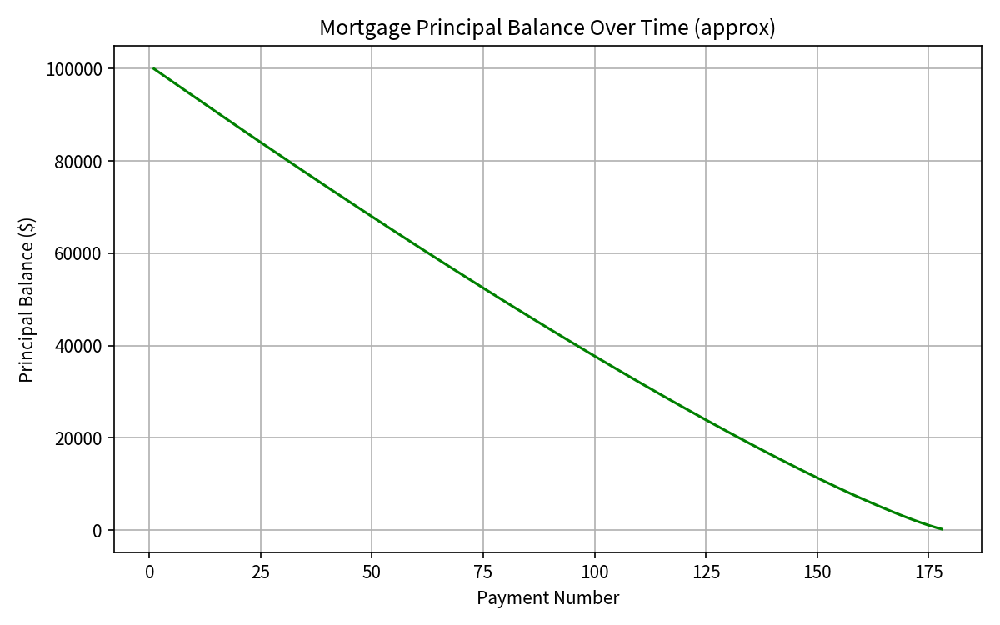 Mortgage Principal Balance Over Time (approx)
100000
80000
60000
40000
20000
0
Principal Balance ($)
0 25 50 75 100 125 150 175
Payment Number